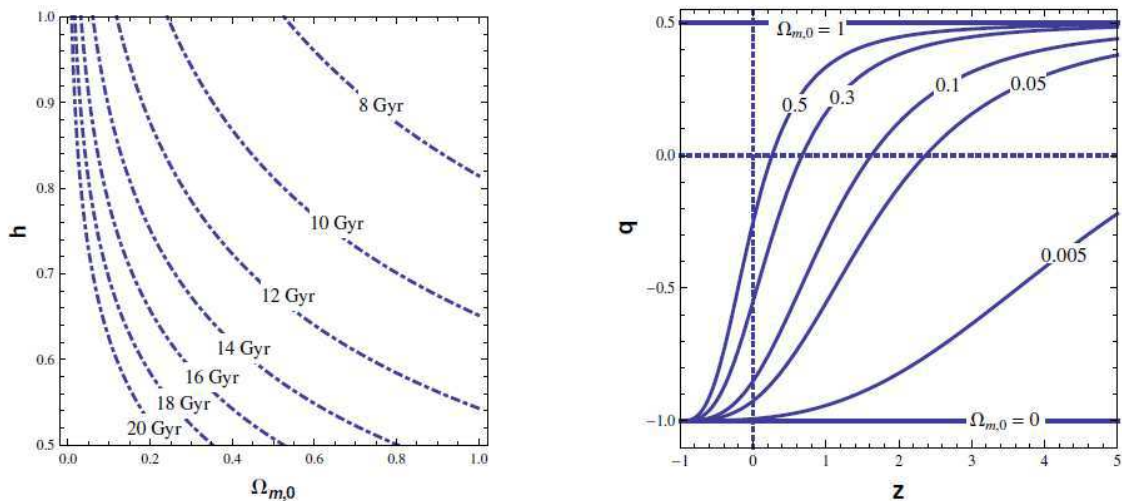 1.0
0.9
0.8
0.7
0.6
0.5
h
8 Gyr
10 Gyr
12 Gyr
14 Gyr
16 Gyr
18 Gyr
20 Gyr
0.0 0.2 0.4 0.6 0.8 1.0
Ωm,0
0.5
0.0
−0.5
−1.0
q
Ωm,0 = 1
0.5
0.3
0.1
0.05
0.005
Ωm,0 = 0
−1 0 1 2 3 4 5
z